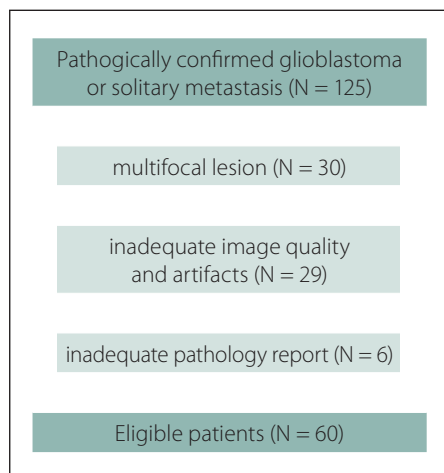 Pathogically confirmed glioblastoma
or solitary metastasis (N = 125)
multifocal lesion (N = 30)
inadequate image quality
and artifacts (N = 29)
inadequate pathology report (N = 6)
Eligible patients (N = 60)